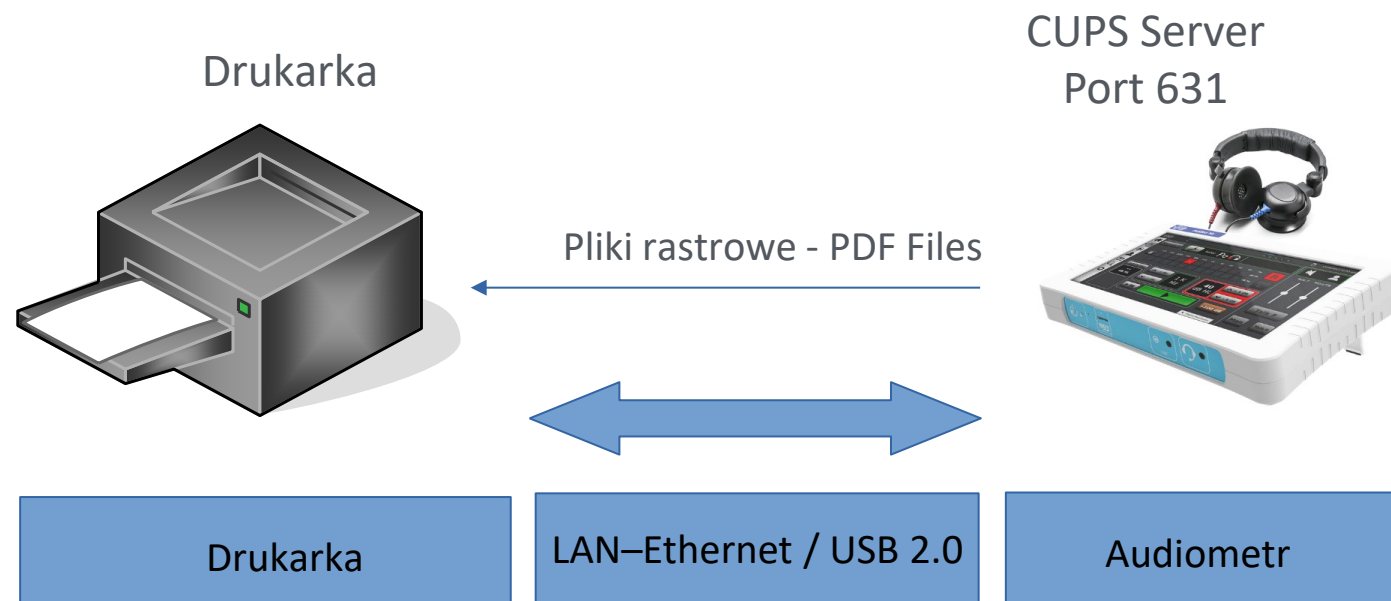 Drukarka
CUPS Server
Port 631
Pliki rastrowe - PDF Files
Drukarka
LAN–Ethernet / USB 2.0
Audiometr